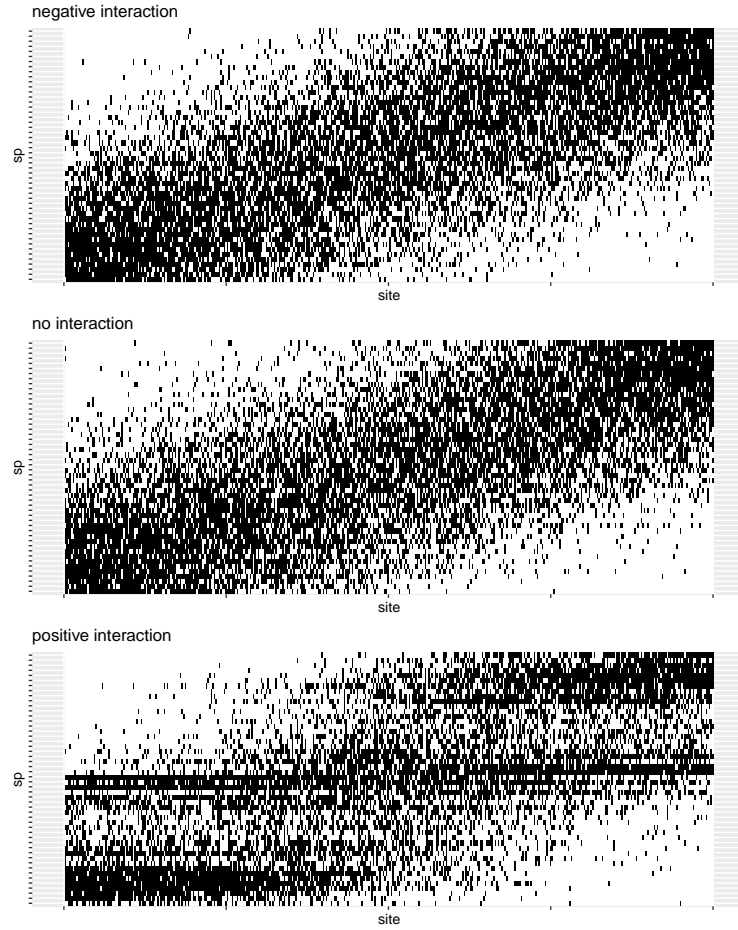 negative interaction
sp
site
no interaction
sp
site
positive interaction
sp
site